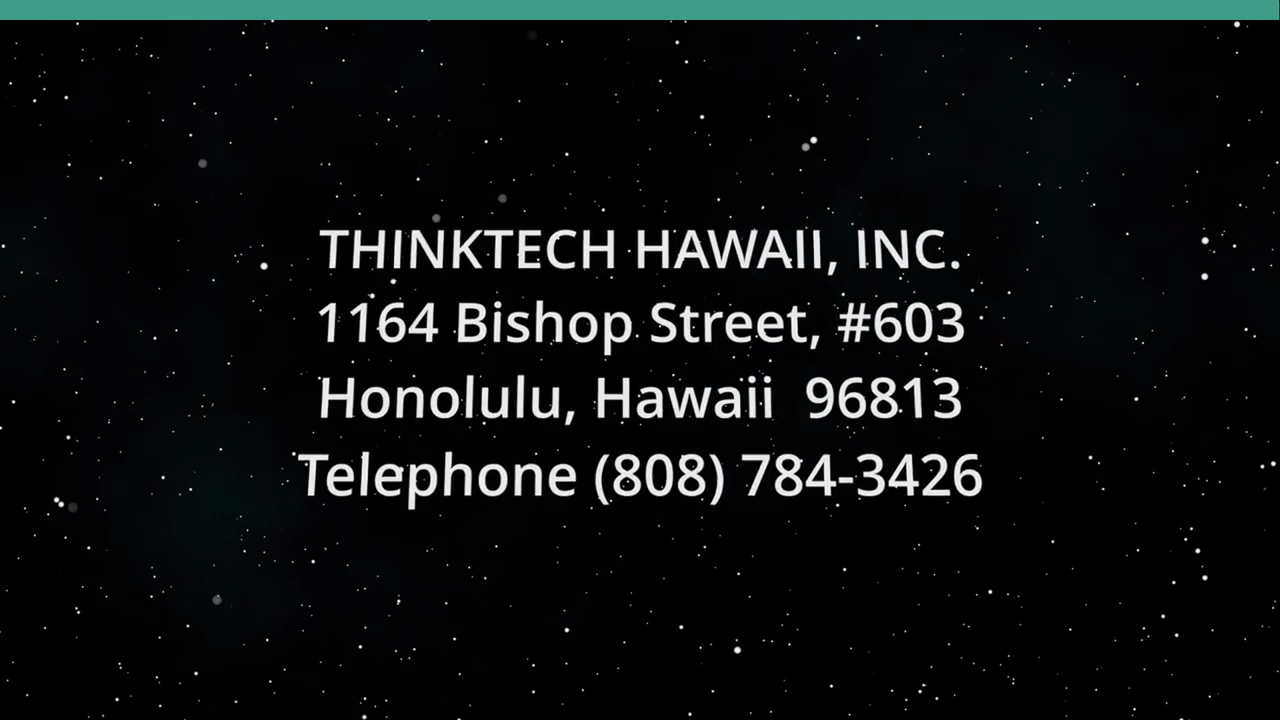 THINKTECH HAWAII, INC.
1164 Bishop Street, #603
Honolulu, Hawaii  96813
Telephone (808) 784-3426